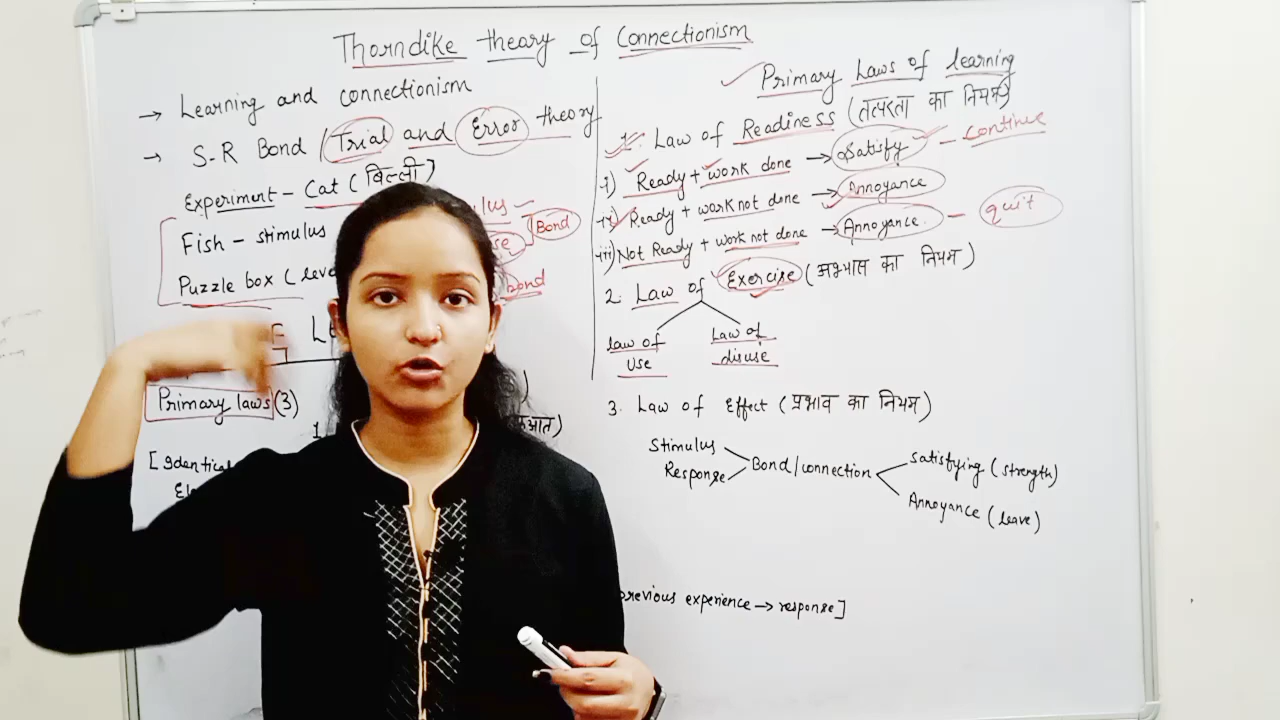 Thorndike theory of Connectionism
→ Learning and connectionism
→ S-R Bond / Trial and Error theory
Experiment - Cat (बिल्ली)
Fish - stimulus
Bond
Puzzle box (
bond
Primary laws (3)
1.
Primary Laws of learning
1. Law of Readiness (तत्परता का नियम)
i) Ready + work done → Satisfy - continue
ii) Ready + work not done → Annoyance
iii) Not Ready + work not done → Annoyance. - quit
2. Law of Exercise (अभ्यास का नियम)
law of Use
Law of disuse
3. Law of Effect (प्रभाव का नियम)
Stimulus
Response
Bond/connection
Satisfying (strength)
Annoyance (leave)
previous experience → response]